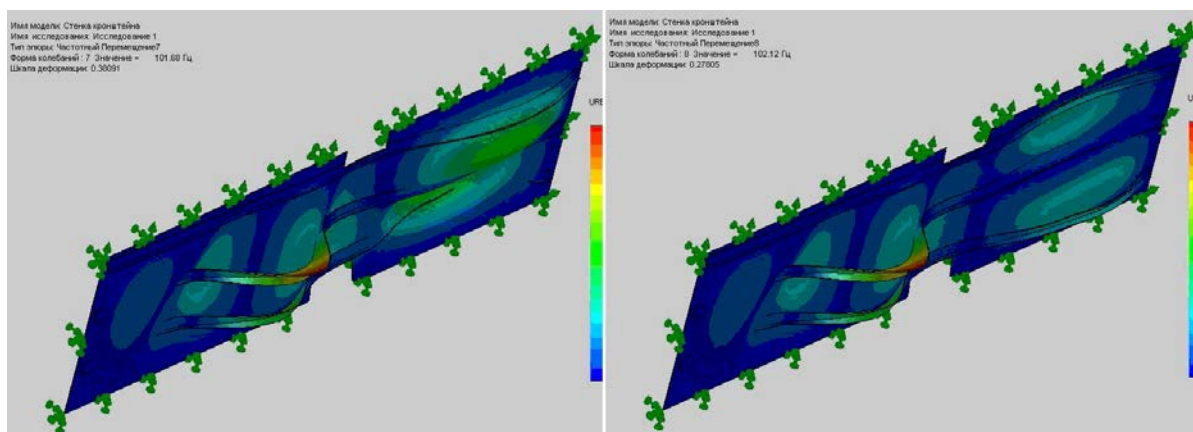 Имя модели: Стенка кронштейна
Имя исследования: Исследование 1
Тип эпюры: Частотный Перемещение7
Форма колебаний : 7 Значение = 101.68 Гц
Шкала деформации: 0.38091
URE
Имя модели: Стенка кронштейна
Имя исследования: Исследование 1
Тип эпюры: Частотный Перемещение8
Форма колебаний : 8 Значение = 102.12 Гц
Шкала деформации: 0.27805
U